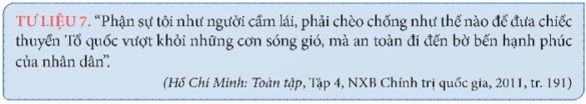 TƯ LIỆU 7. “Phận sự tôi như người cầm lái, phải chèo chống như thế nào để đưa chiếc
thuyền Tổ quốc vượt khỏi những cơn sóng gió, mà an toàn đi đến bờ bến hạnh phúc
của nhân dân”.
(Hồ Chí Minh: Toàn tập, Tập 4, NXB Chính trị quốc gia, 2011, tr. 191)